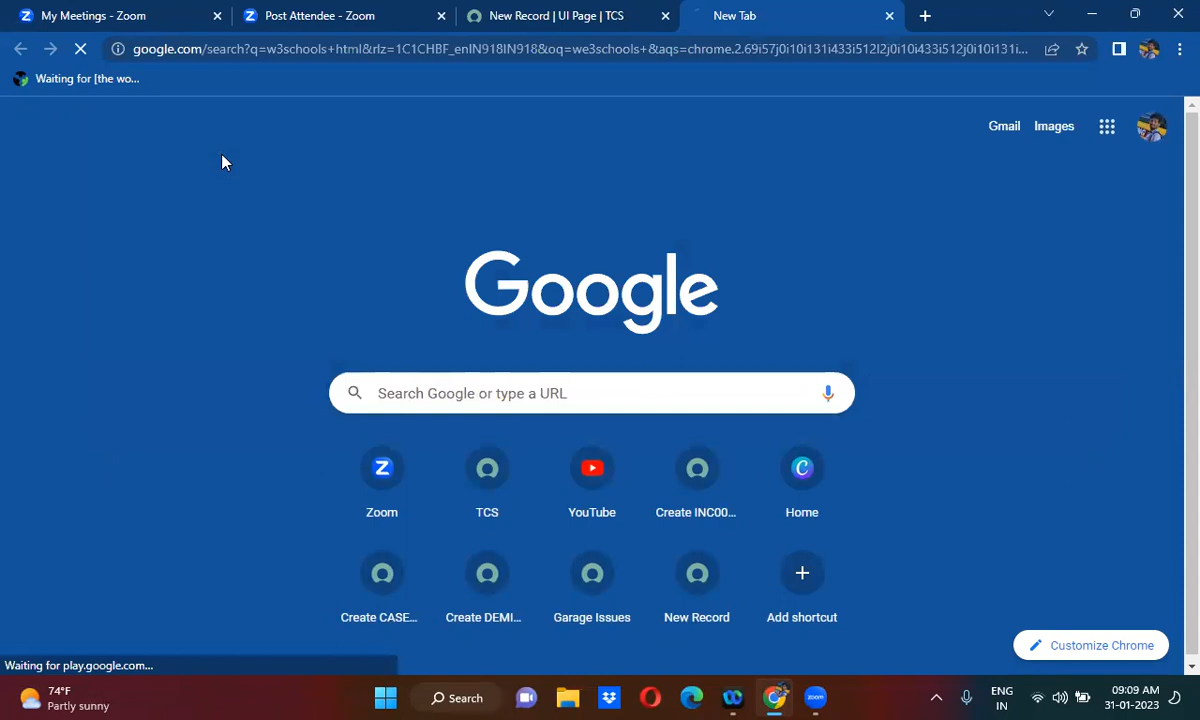 My Meetings - Zoom
Post Attendee - Zoom
New Record | UI Page | TCS
New Tab
google.com/search?q=w3schools+html&rlz=1C1CHBF_enIN918IN918&oq=we3schools+&aqs=chrome.2.69i57j0i10i131i433i512l2j0i10i433i512j0i10i131i...
Waiting for [the wo...
Gmail Images
Google
Search Google or type a URL
Zoom
TCS
YouTube
Create INC00...
Home
Create CASE...
Create DEMI...
Garage Issues
New Record
Add shortcut
Customize Chrome
Waiting for play.google.com...
74°F
Partly sunny
Search
zoom
ENG
IN
09:09 AM
31-01-2023